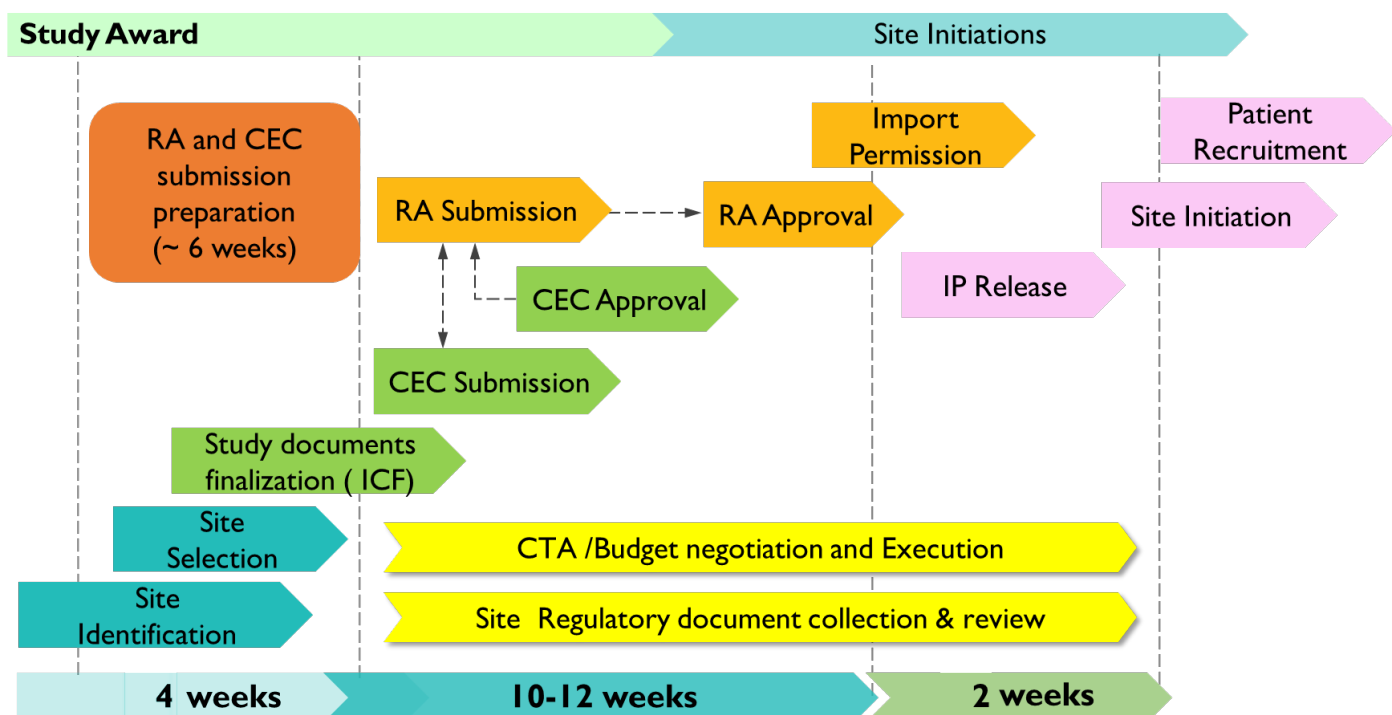 Study Award
Site Initiations
RA and CEC
submission
preparation
(~ 6 weeks)
Import
Permission
Patient
Recruitment
RA Submission
RA Approval
Site Initiation
CEC Approval
IP Release
CEC Submission
Study documents
finalization ( ICF)
Site
Selection
CTA /Budget negotiation and Execution
Site
Identification
Site Regulatory document collection & review
4 weeks
10-12 weeks
2 weeks